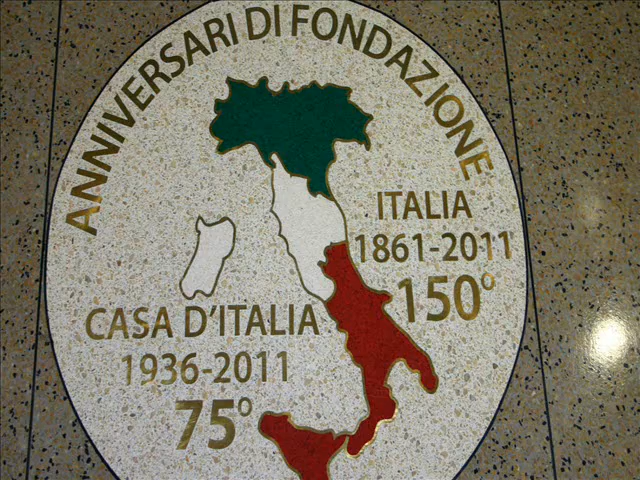 ANNIVERSARI DI FONDAZIONE
ITALIA
1861-2011
150°
CASA D'ITALIA
1936-2011
75°